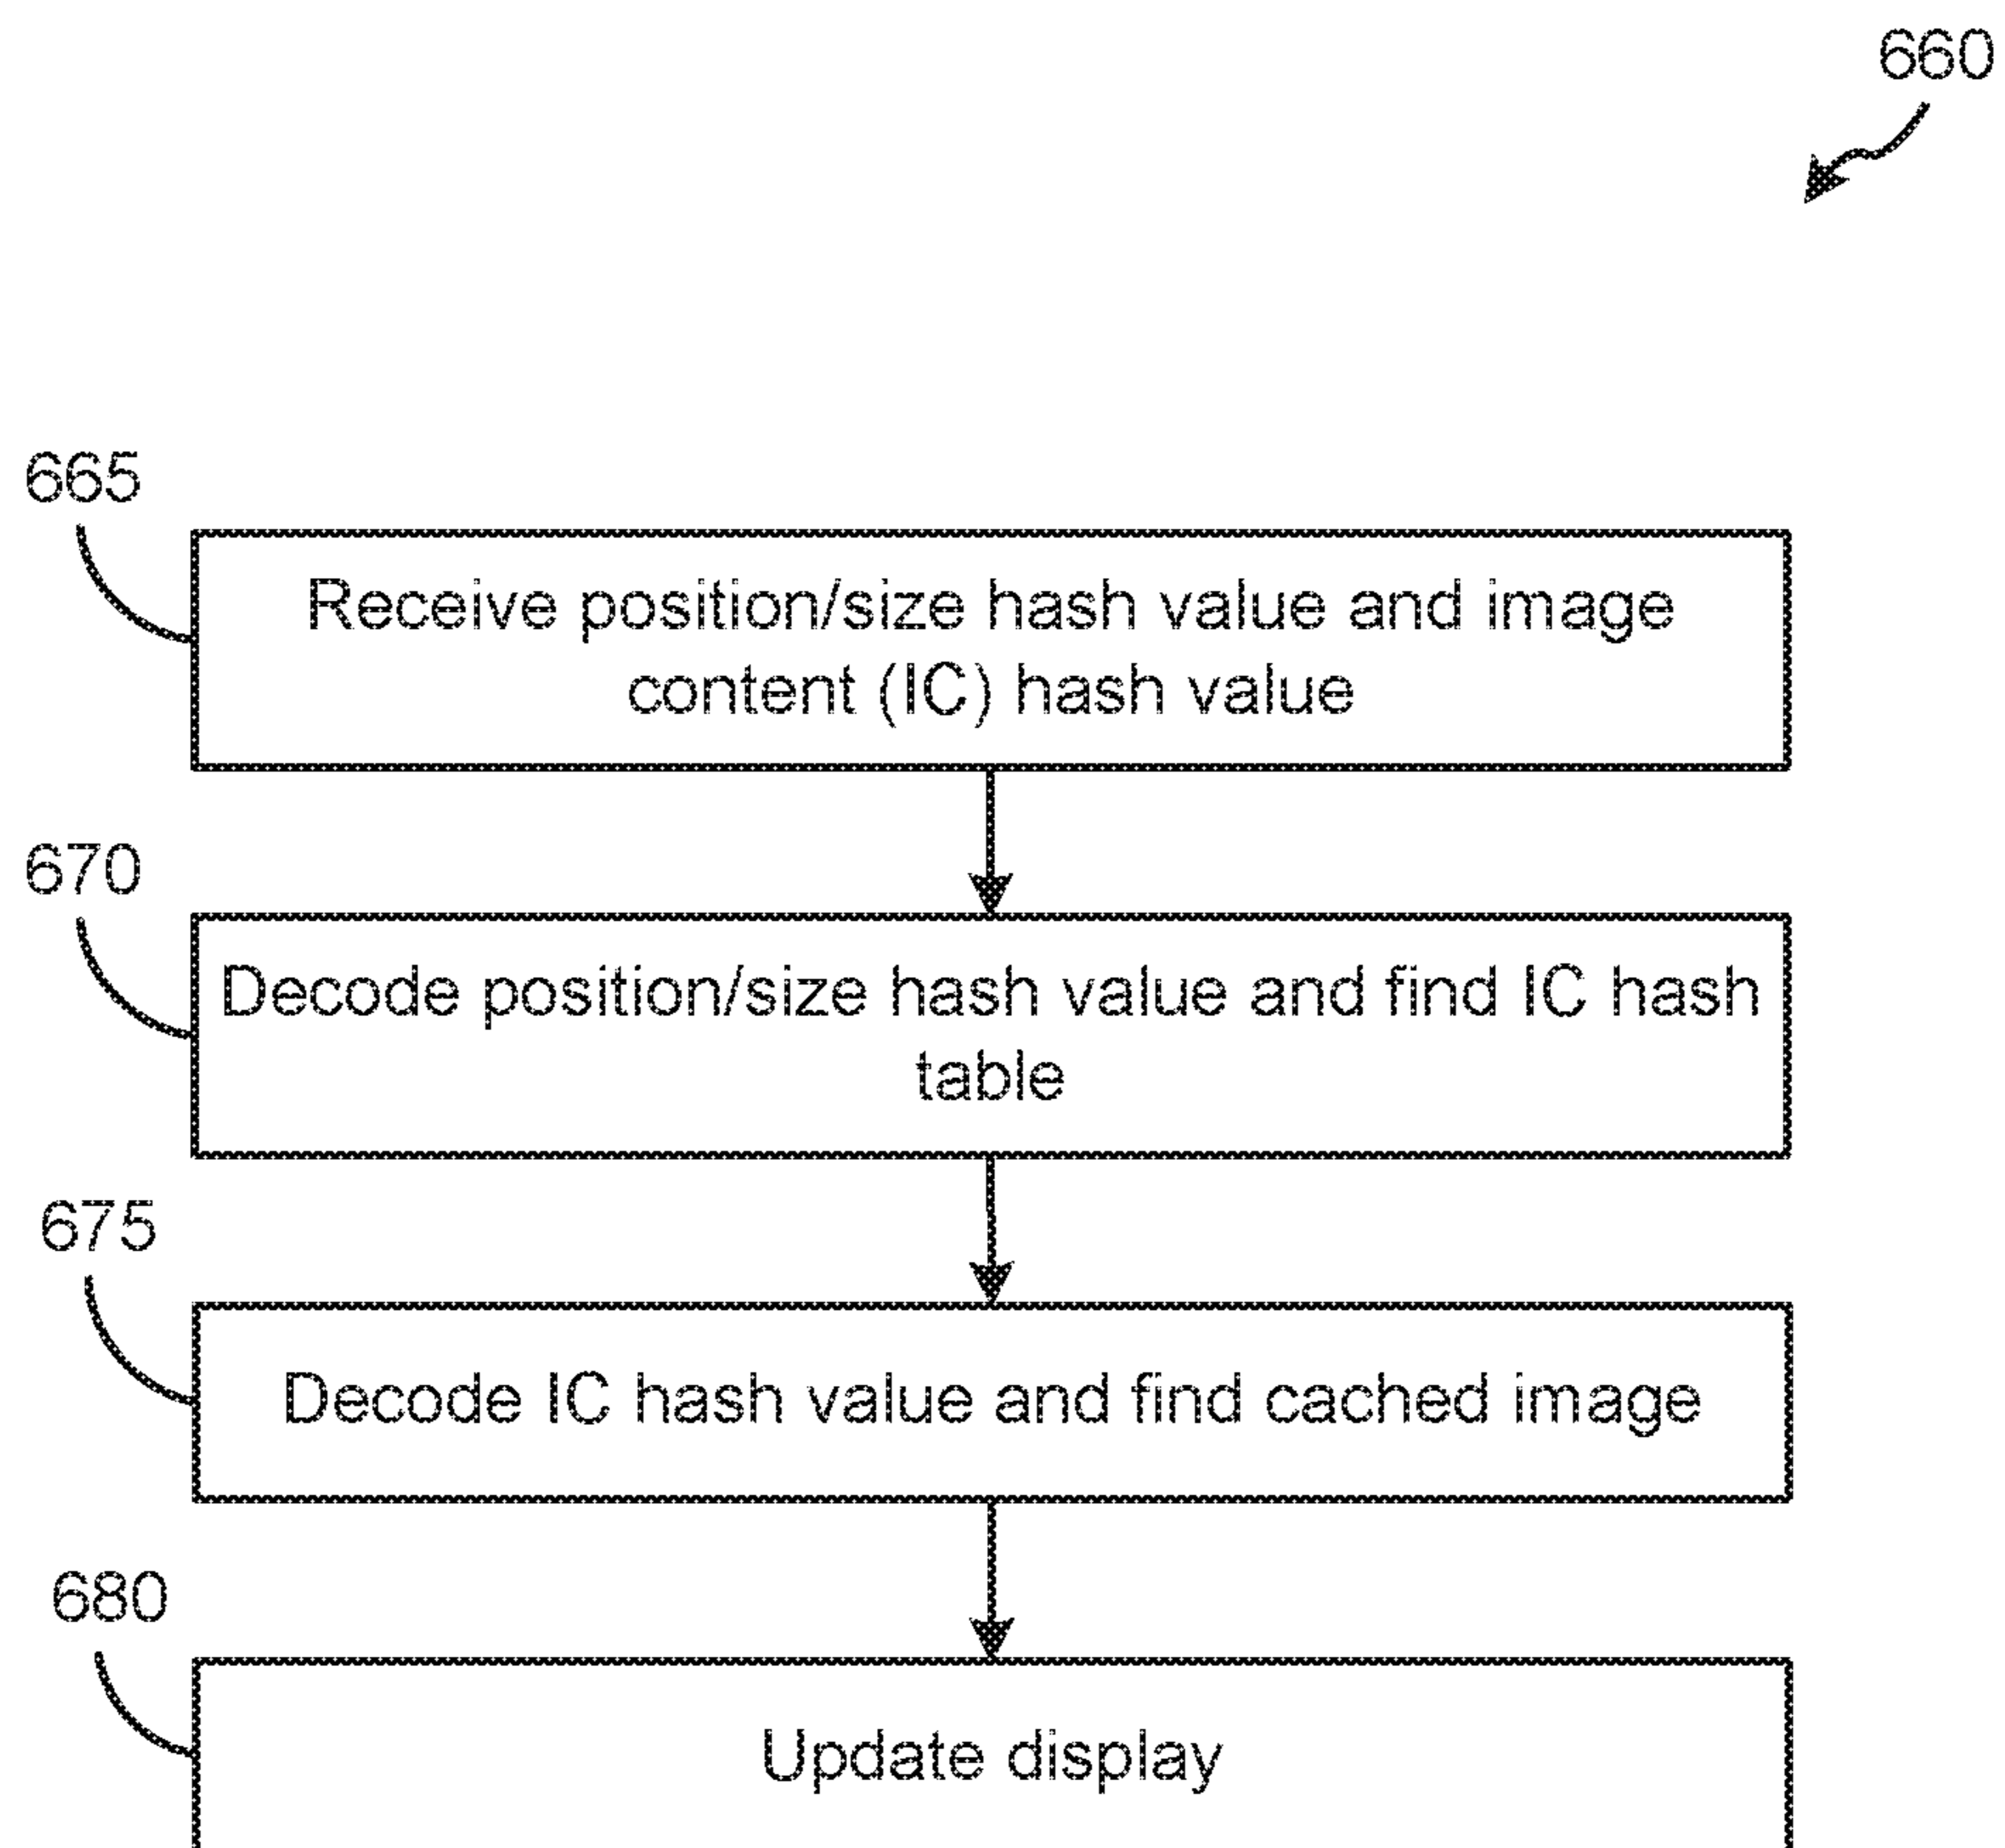 660
665
Receive position/size hash value and image
content (IC) hash value
670
Decode position/size hash value and find IC hash
table
675
Decode IC hash value and find cached image
680
Update display